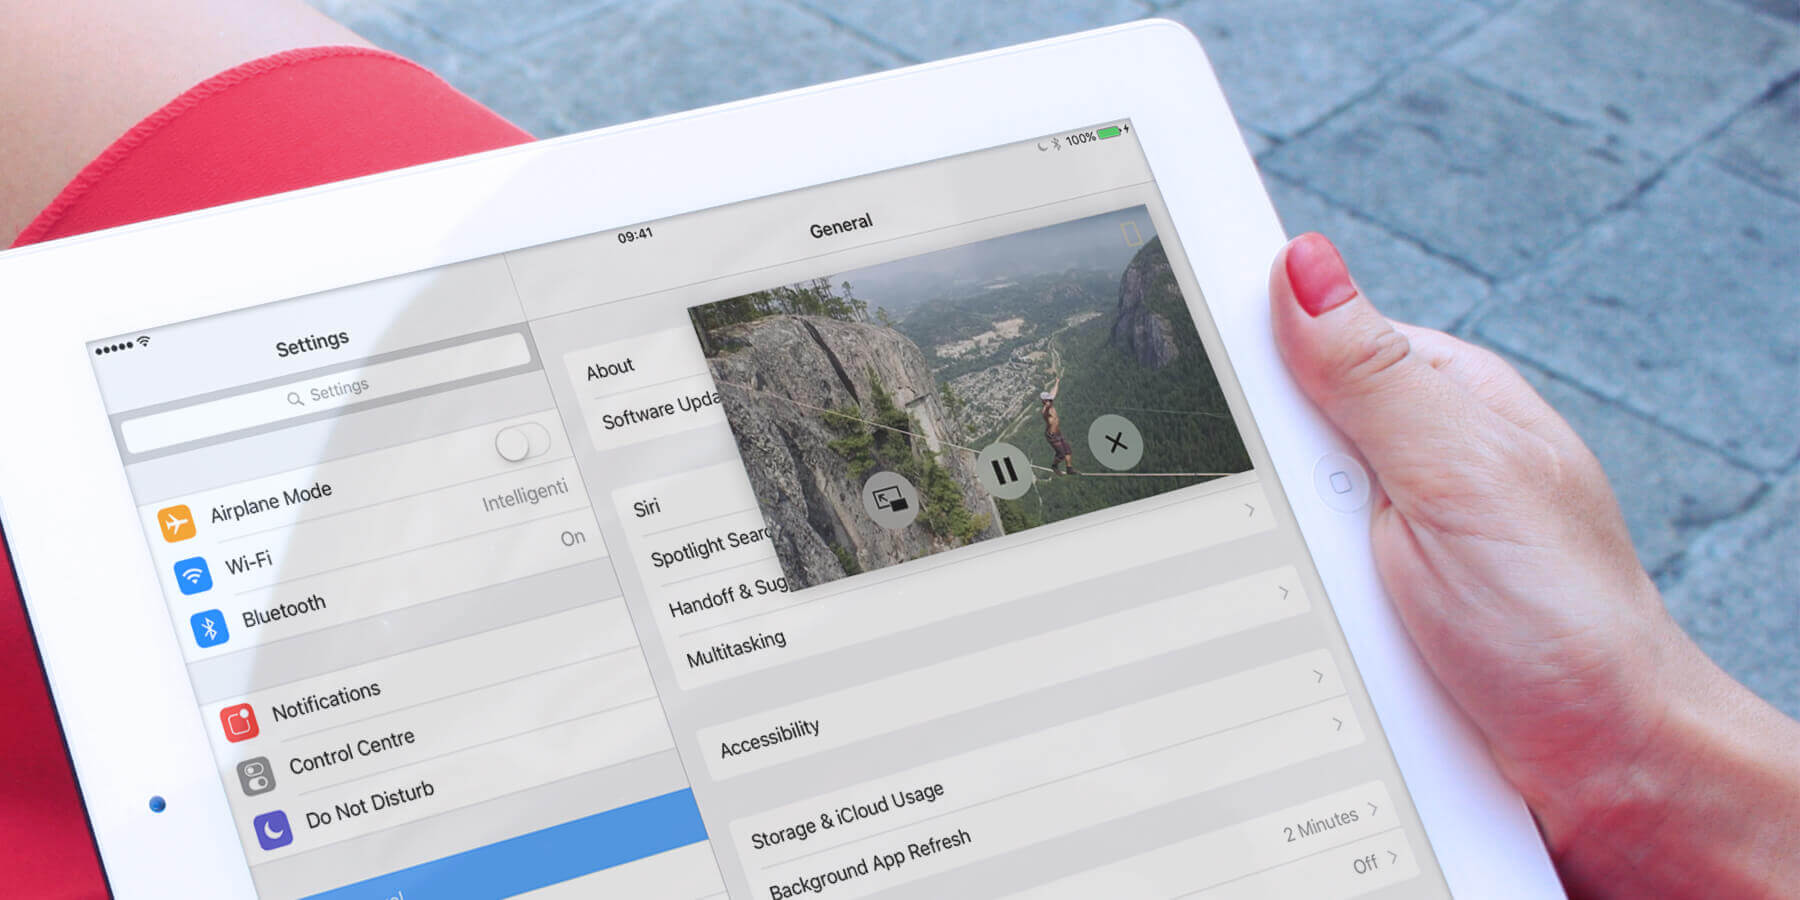 09:41
100%
Settings
General
Settings
Airplane Mode
Wi-Fi
Intelligenti
Bluetooth
On
Notifications
Control Centre
Do Not Disturb
About
Software Upda
Siri
Spotlight Searc
Handoff & Sug
Multitasking
Accessibility
Storage & iCloud Usage
Background App Refresh
2 Minutes
Off